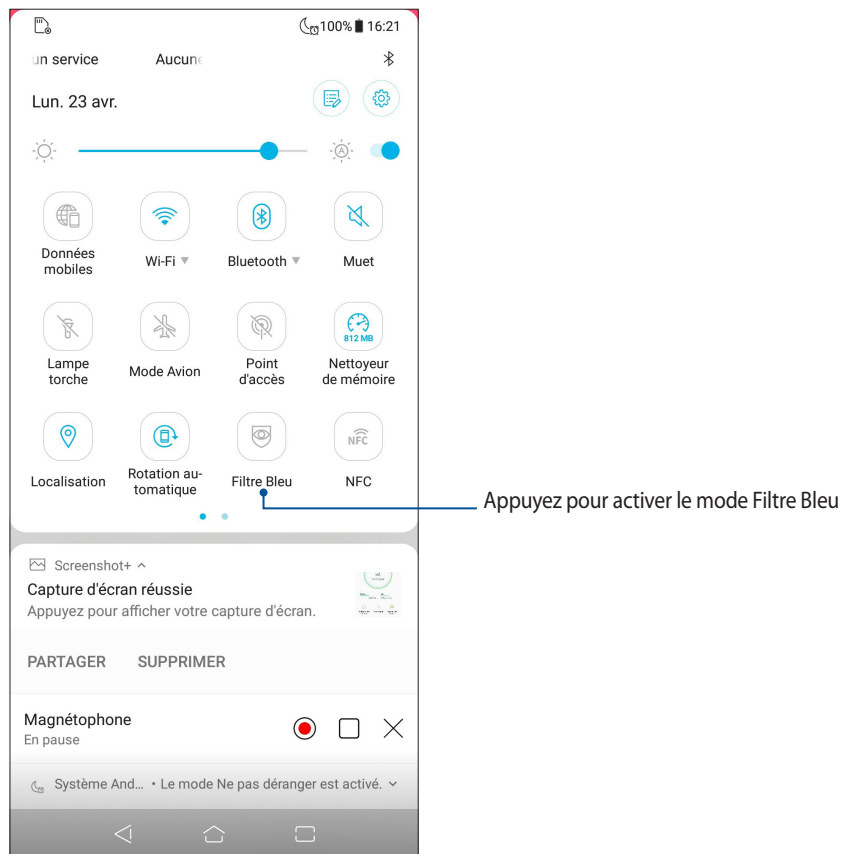 100% 16:21
un service Aucun
Lun. 23 avr.
A
Données
mobiles
Wi-Fi
Bluetooth
Muet
812 MB
Lampe
torche
Mode Avion
Point
d'accès
Nettoyeur
de mémoire
NFC
Localisation
Rotation au-
tomatique
Filtre Bleu
NFC
Appuyez pour activer le mode Filtre Bleu
Screenshot+
Capture d'écran réussie
Appuyez pour afficher votre capture d'écran.
PARTAGER SUPPRIMER
Magnétophone
En pause
Système And... • Le mode Ne pas déranger est activé.